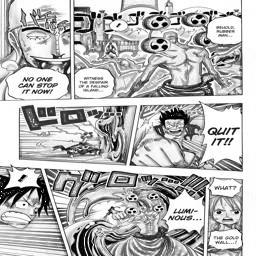 BEHOLD,
RUBBER
MAN...
WITNESS
THE DESPAIR
OF A FALLING
ISLAND...
NO ONE
CAN STOP
IT NOW!
QUIT
IT!!
WHAT?
THE GOLD
WALL...!
LUMI-
NOUS...